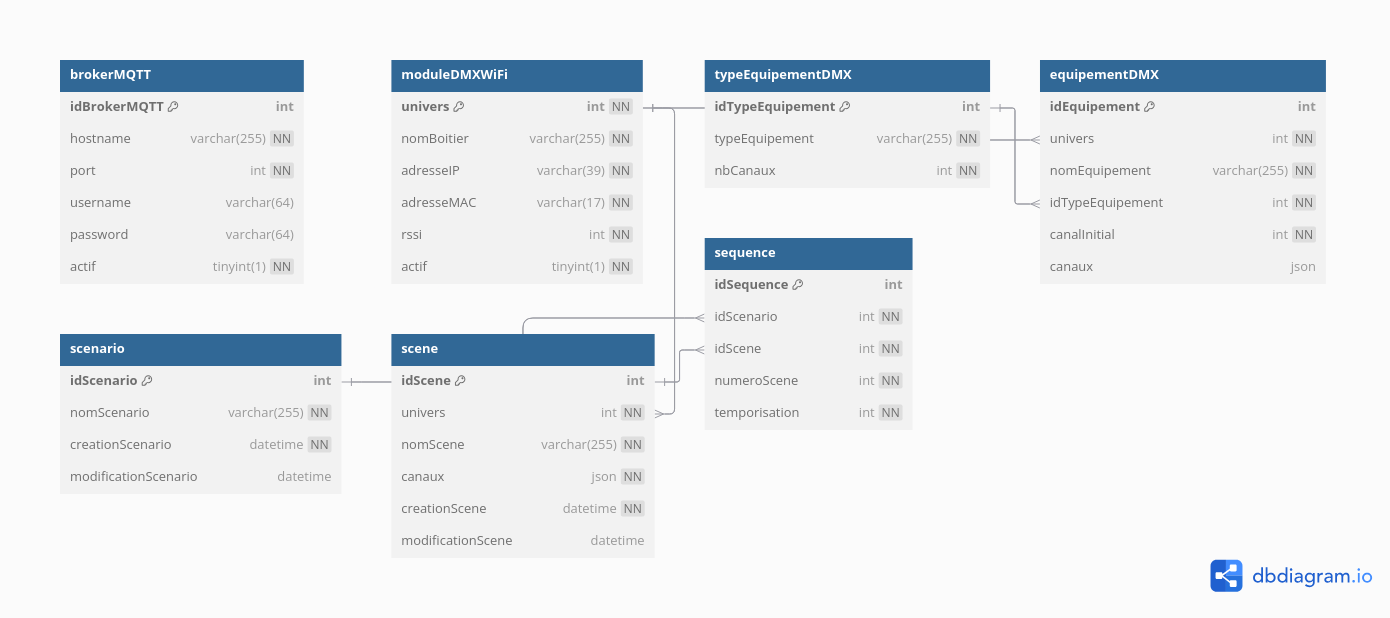 brokerMQTT
idBrokerMQTT int
hostname varchar(255) NN
port int NN
username varchar(64)
password varchar(64)
actif tinyint(1) NN
moduleDMXWiFi
univers int NN
nomBoitier varchar(255) NN
adresseIP varchar(39) NN
adresseMAC varchar(17) NN
rssi int NN
actif tinyint(1) NN
typeEquipementDMX
idTypeEquipement int
typeEquipement varchar(255) NN
nbCanaux int NN
equipementDMX
idEquipement int
univers int NN
nomEquipement varchar(255) NN
idTypeEquipement int NN
canalInitial int NN
canaux json
sequence
idSequence int
idScenario int NN
idScene int NN
numeroScene int NN
temporisation int NN
scenario
idScenario int
nomScenario varchar(255) NN
creationScenario datetime NN
modificationScenario datetime
scene
idScene int
univers int NN
nomScene varchar(255) NN
canaux json NN
creationScene datetime NN
modificationScene datetime
dbdiagram.io